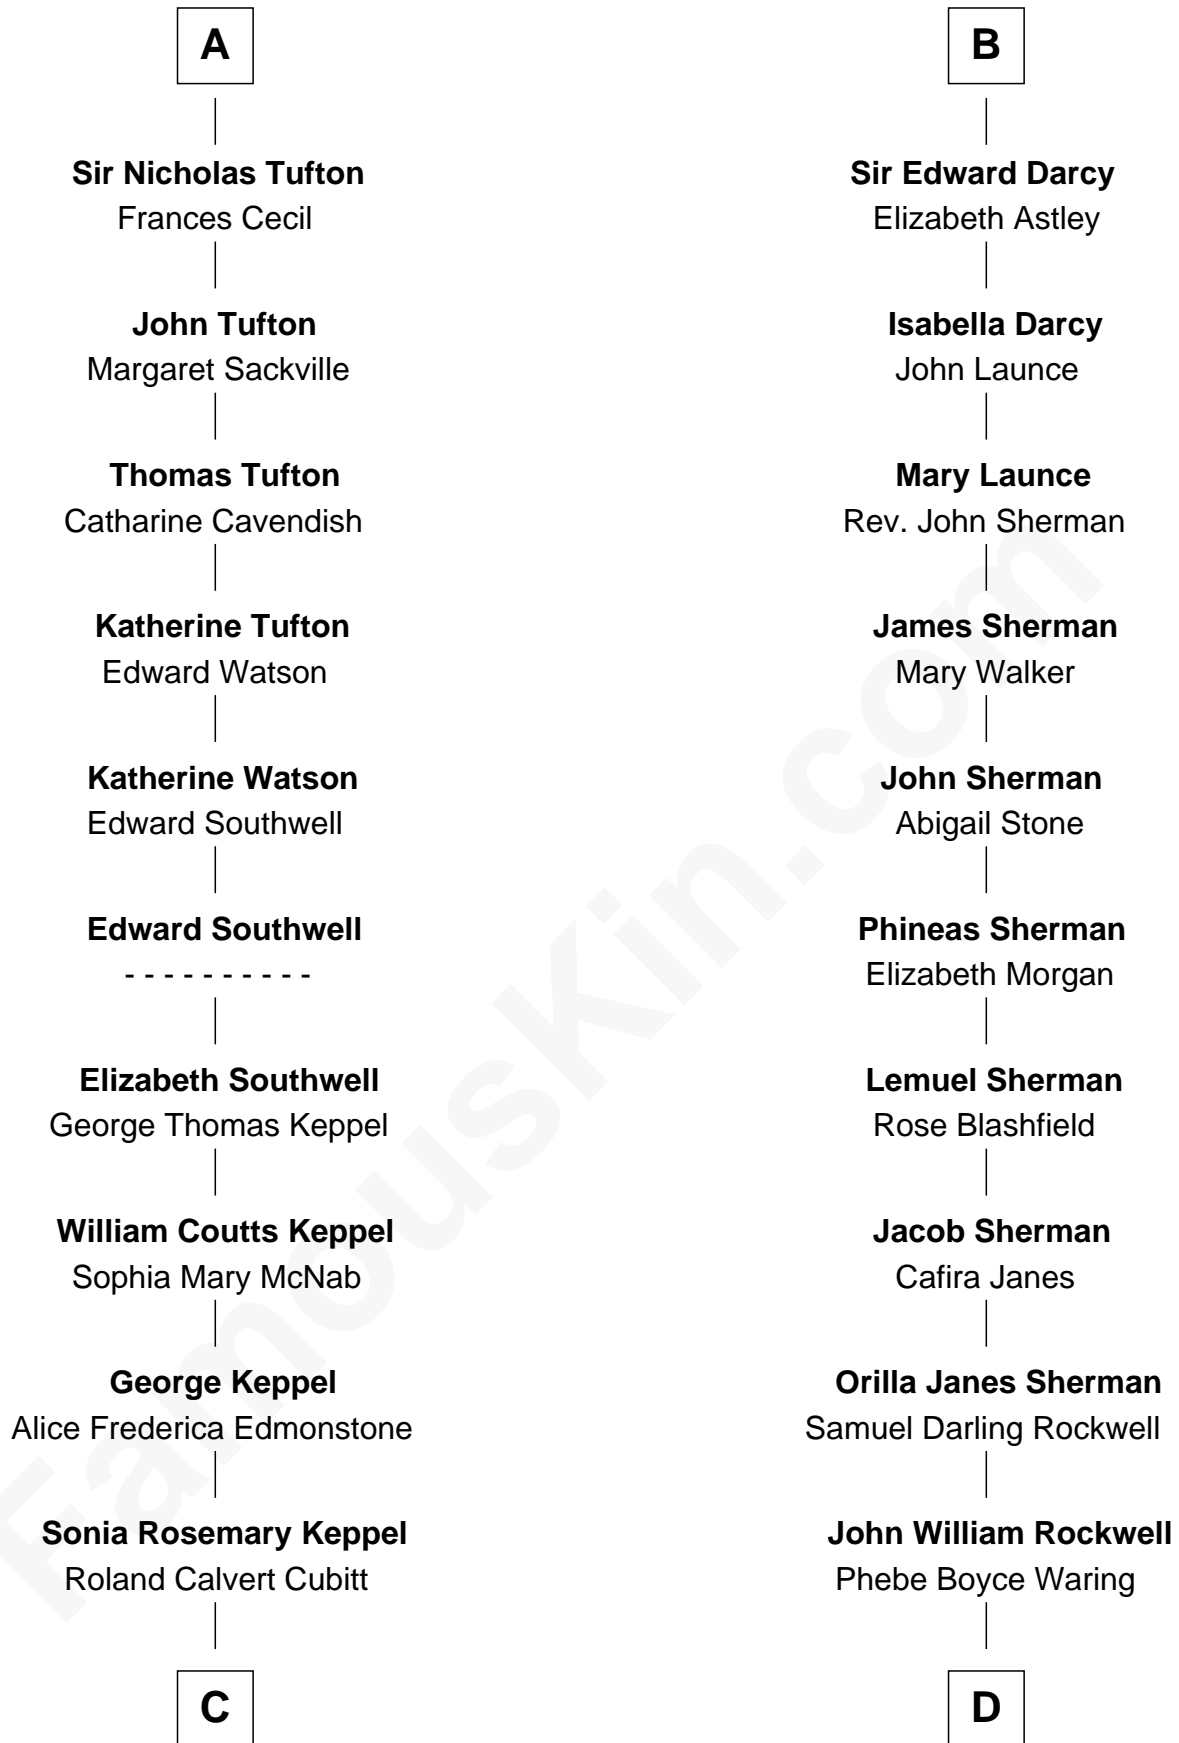 A
Sir Nicholas Tufton
Frances Cecil
John Tufton
Margaret Sackville
Thomas Tufton
Catharine Cavendish
Katherine Tufton
Edward Watson
Katherine Watson
Edward Southwell
Edward Southwell
- - - - - - - - - -
Elizabeth Southwell
George Thomas Keppel
William Coutts Keppel
Sophia Mary McNab
George Keppel
Alice Frederica Edmonstone
Sonia Rosemary Keppel
Roland Calvert Cubitt
C
B
Sir Edward Darcy
Elizabeth Astley
Isabella Darcy
John Launce
Mary Launce
Rev. John Sherman
James Sherman
Mary Walker
John Sherman
Abigail Stone
Phineas Sherman
Elizabeth Morgan
Lemuel Sherman
Rose Blashfield
Jacob Sherman
Cafira Janes
Orilla Janes Sherman
Samuel Darling Rockwell
John William Rockwell
Phebe Boyce Waring
D
FamousKin.com